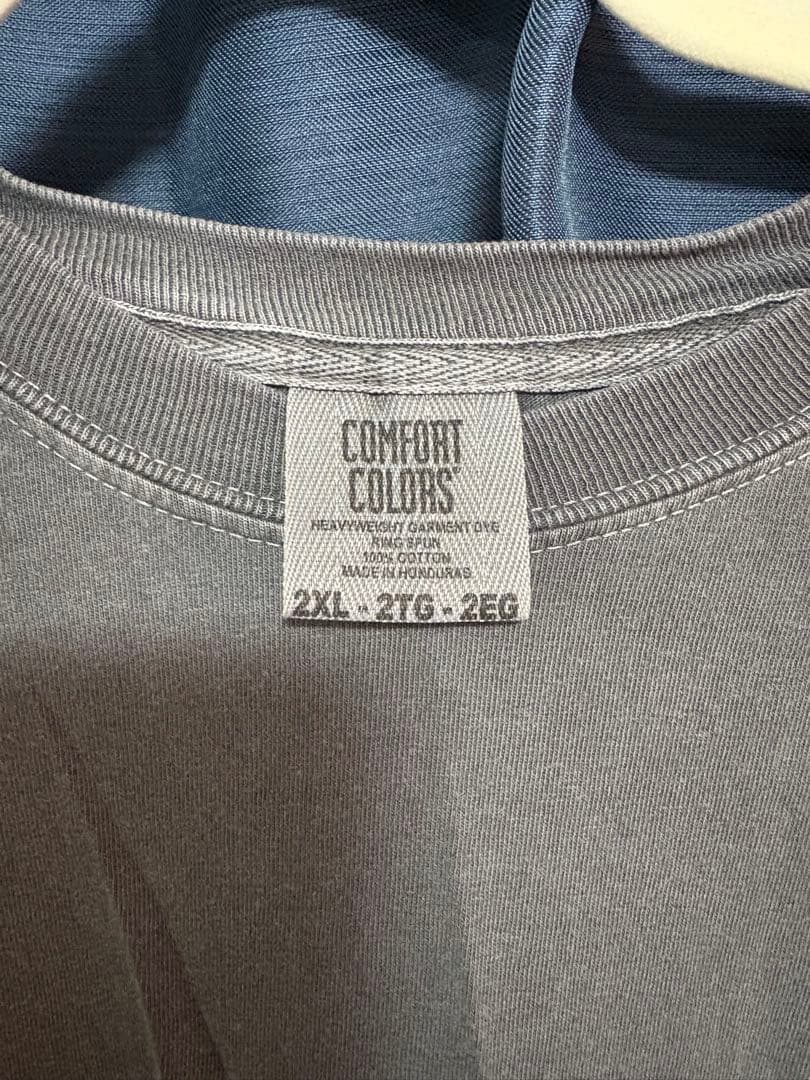 COMFORT
COLORS®
HEAVYWEIGHT GARMENT DYE
RING SPUN
100% COTTON
MADE IN HONDURAS
2XL - 2TG - 2EG